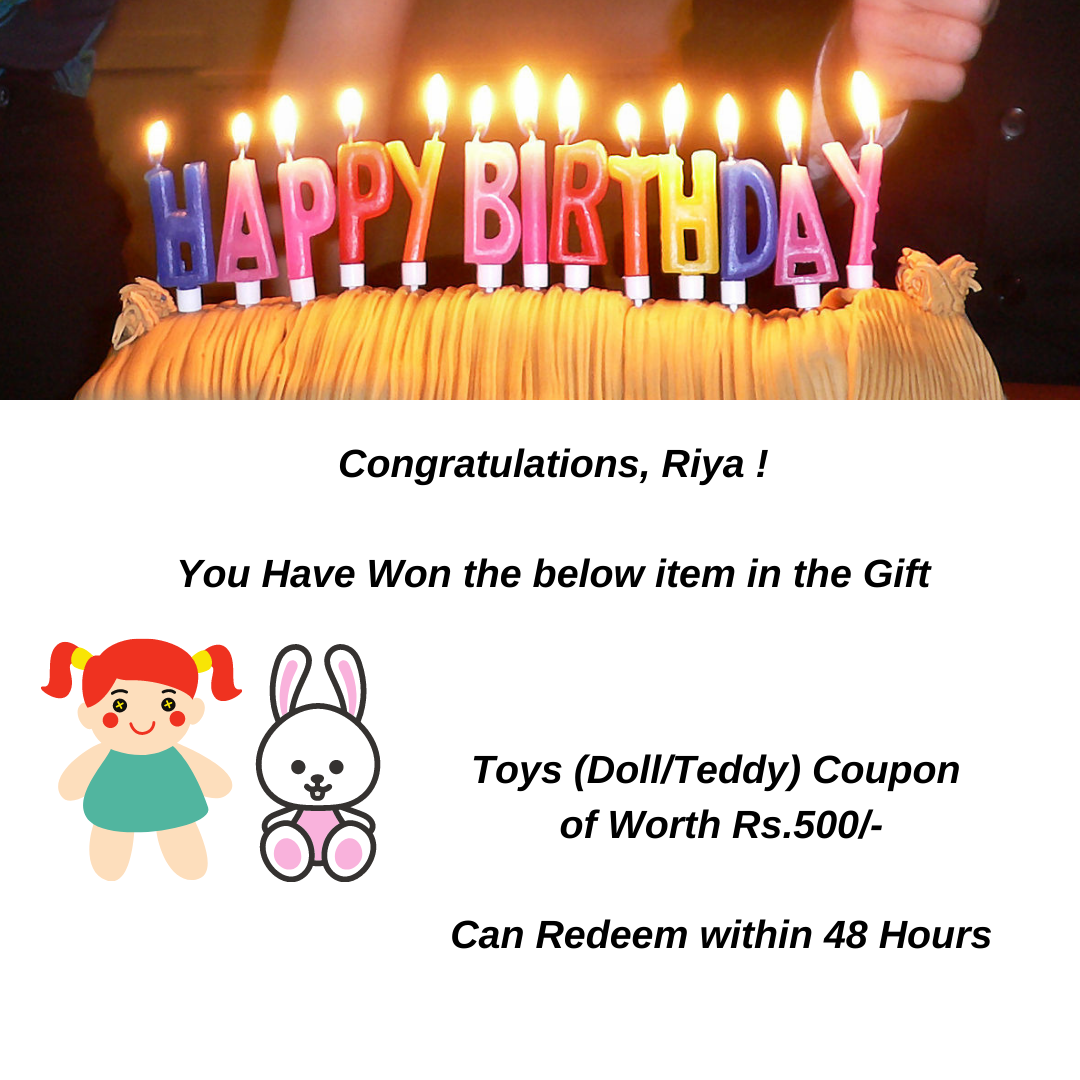 HAPPY BIRTHDAY
Congratulations, Riya !
You Have Won the below item in the Gift
Toys (Doll/Teddy) Coupon
of Worth Rs.500/-
Can Redeem within 48 Hours